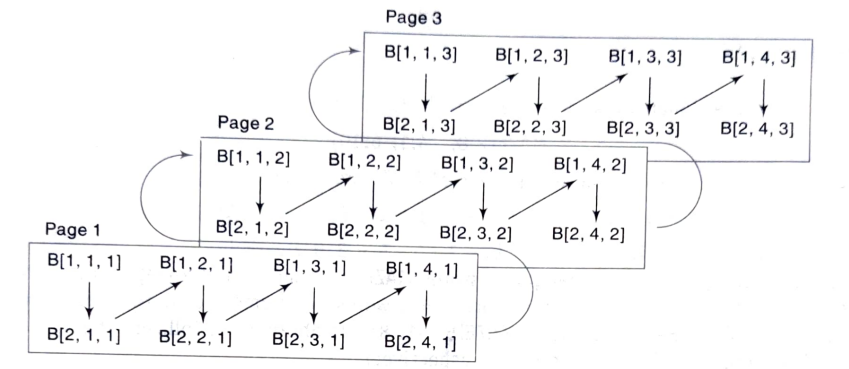 Page 3
B[1, 1, 3] B[1, 2, 3] B[1, 3, 3] B[1, 4, 3]
B[2, 1, 3] B[2, 2, 3] B[2, 3, 3] B[2, 4, 3]
Page 2
B[1, 1, 2] B[1, 2, 2] B[1, 3, 2] B[1, 4, 2]
B[2, 1, 2] B[2, 2, 2] B[2, 3, 2] B[2, 4, 2]
Page 1
B[1, 1, 1] B[1, 2, 1] B[1, 3, 1] B[1, 4, 1]
B[2, 1, 1] B[2, 2, 1] B[2, 3, 1] B[2, 4, 1]